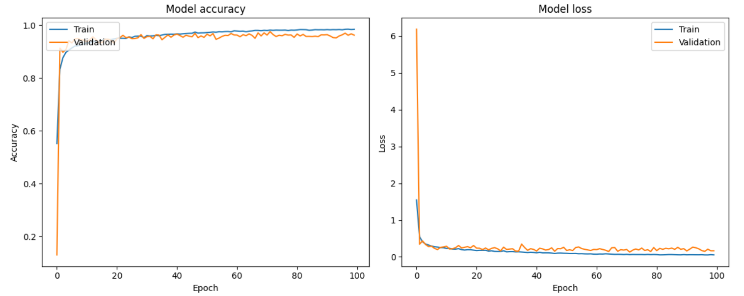 Model accuracy
Train
Validation
1.0
0.8
0.6
0.4
0.2
Accuracy
0
20
40
60
80
100
Epoch
Model loss
Train
Validation
6
5
4
3
2
1
0
Loss
0
20
40
60
80
100
Epoch